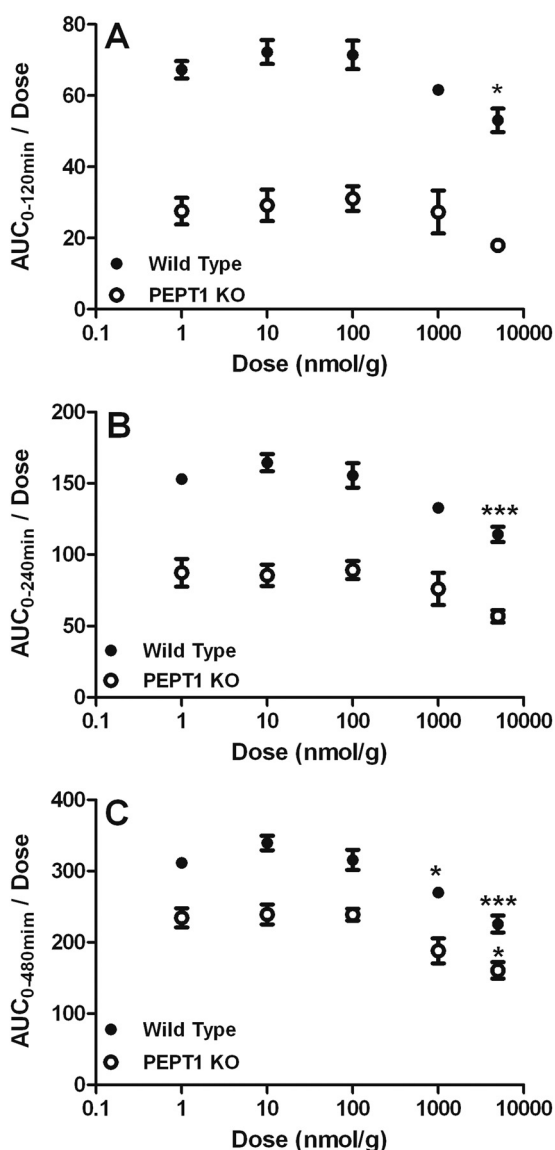 A
80
60
40
20
0
AUC0-120min / Dose
*
Wild Type
PEPT1 KO
0.1 1 10 100 1000 10000
Dose (nmol/g)
B
200
150
100
50
0
AUC0-240min / Dose
***
Wild Type
PEPT1 KO
0.1 1 10 100 1000 10000
Dose (nmol/g)
C
400
300
200
100
0
AUC0-480mim / Dose
*
***
*
Wild Type
PEPT1 KO
0.1 1 10 100 1000 10000
Dose (nmol/g)